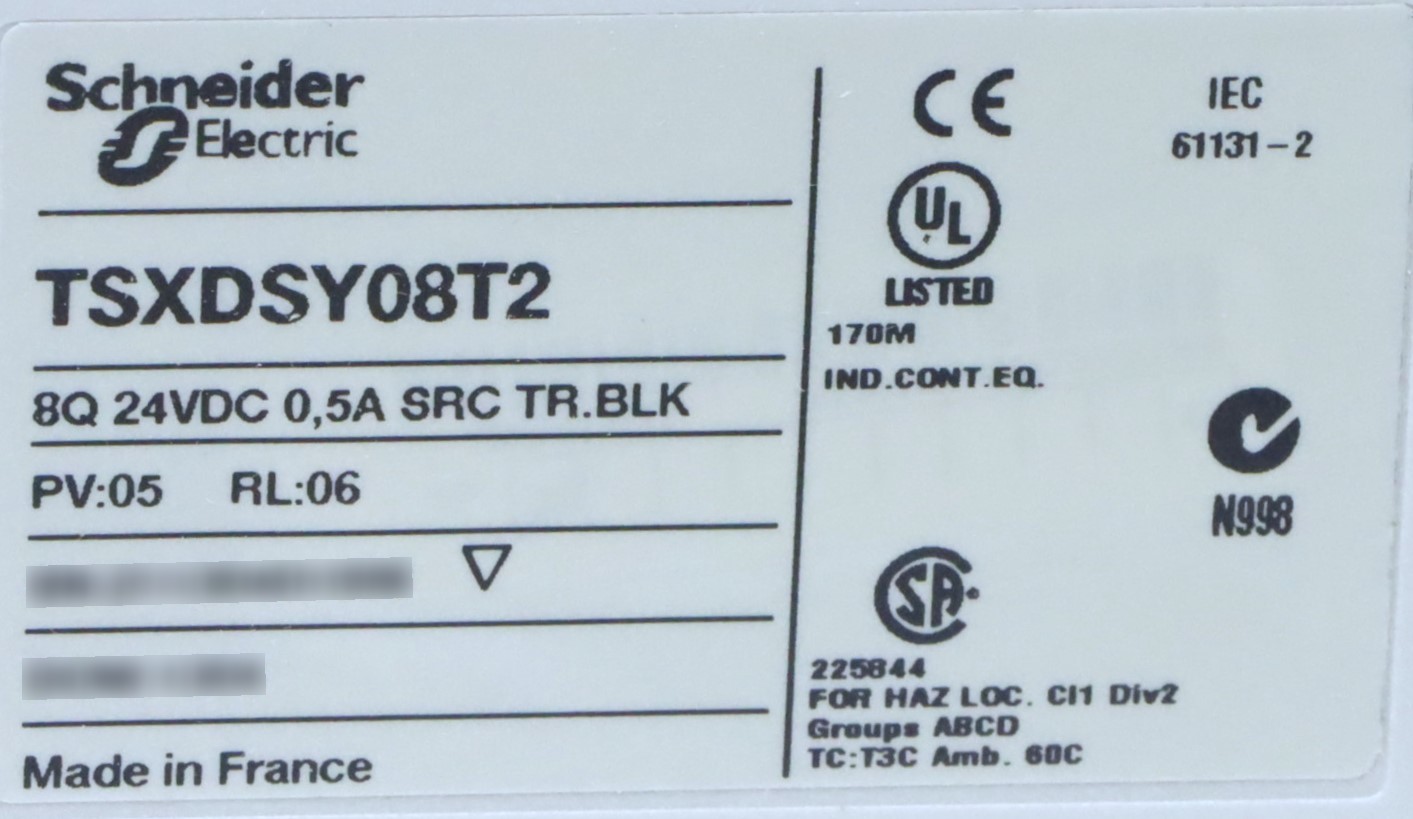 Schneider
Electric
TSXDSY08T2
8Q 24VDC 0,5A SRC TR.BLK
PV:05 RL:06
Made in France
CE
IEC
61131-2
UL
LISTED
170M
IND.CONT.EQ.
N998
SA
225844
FOR HAZ LOC. Cl1 Div2
Groups ABCD
TC:T3C Amb. 60C